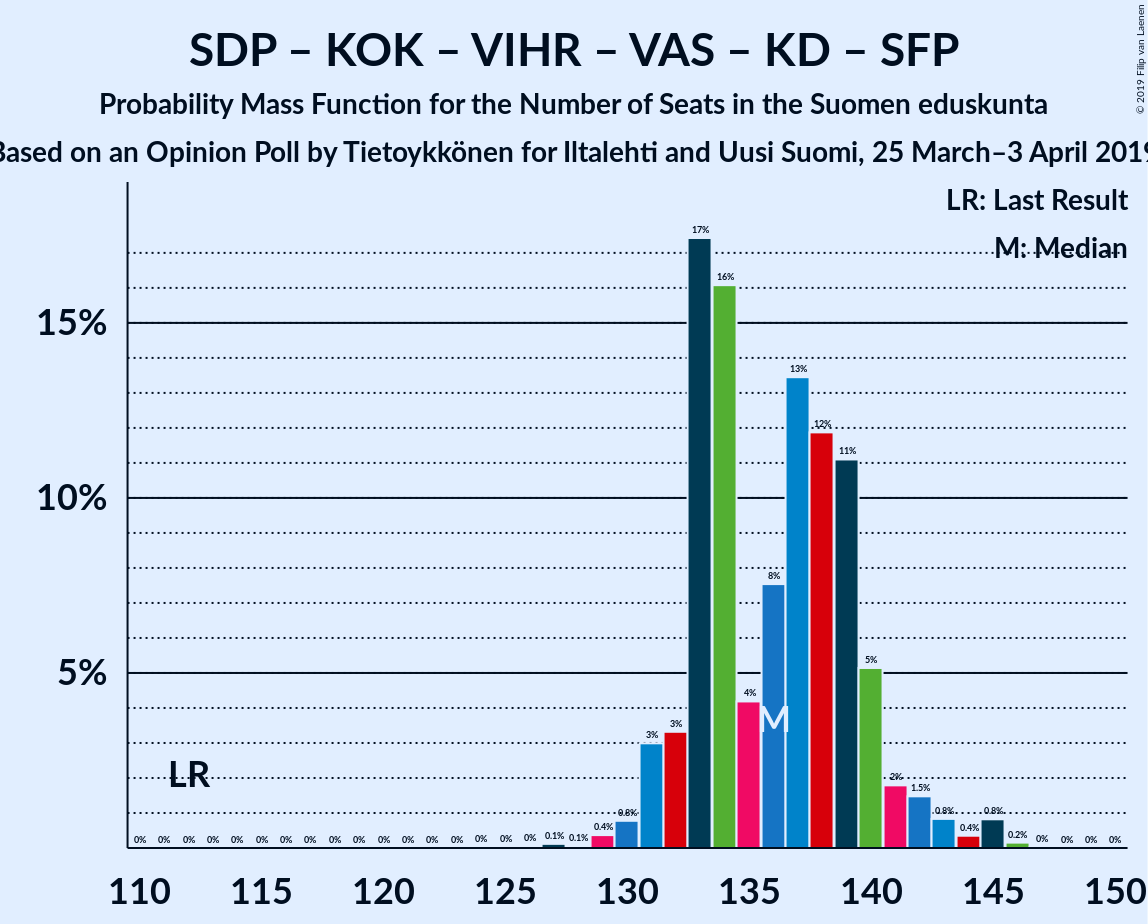 SDP – KOK – VIHR – VAS – KD – SFP
Probability Mass Function for the Number of Seats in the Suomen eduskunta
Based on an Opinion Poll by Tietoykkönen for Iltalehti and Uusi Suomi, 25 March–3 April 2019
© 2019 Filip van Laenen
LR: Last Result
M: Median
15%
10%
5%
LR
M
0% 0% 0% 0% 0% 0% 0% 0% 0% 0% 0% 0% 0% 0% 0% 0% 0% 0.1% 0.1% 0.4% 0.8% 3% 3% 17% 16% 4% 8% 13% 12% 11% 5% 2% 1.5% 0.8% 0.4% 0.8% 0.2% 0% 0% 0% 0%
110 115 120 125 130 135 140 145 150